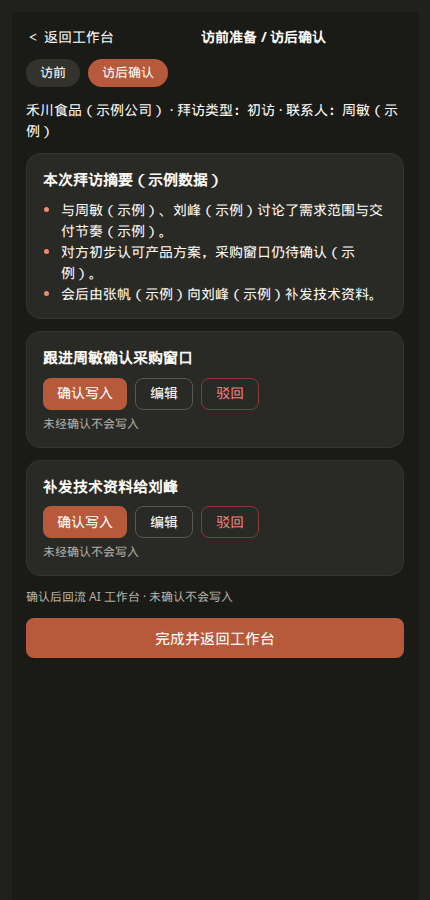 < 返回工作台
访前准备 / 访后确认
访前
访后确认
禾川食品（示例公司） · 拜访类型：初访 · 联系人：周敏（示
例）
本次拜访摘要（示例数据）
与周敏（示例）、刘峰（示例）讨论了需求范围与交
付节奏（示例）。
对方初步认可产品方案，采购窗口仍待确认（示
例）。
会后由张帆（示例）向刘峰（示例）补发技术资料。
跟进周敏确认采购窗口
确认写入
编辑
驳回
未经确认不会写入
补发技术资料给刘峰
确认写入
编辑
驳回
未经确认不会写入
确认后回流 AI 工作台 · 未确认不会写入
完成并返回工作台